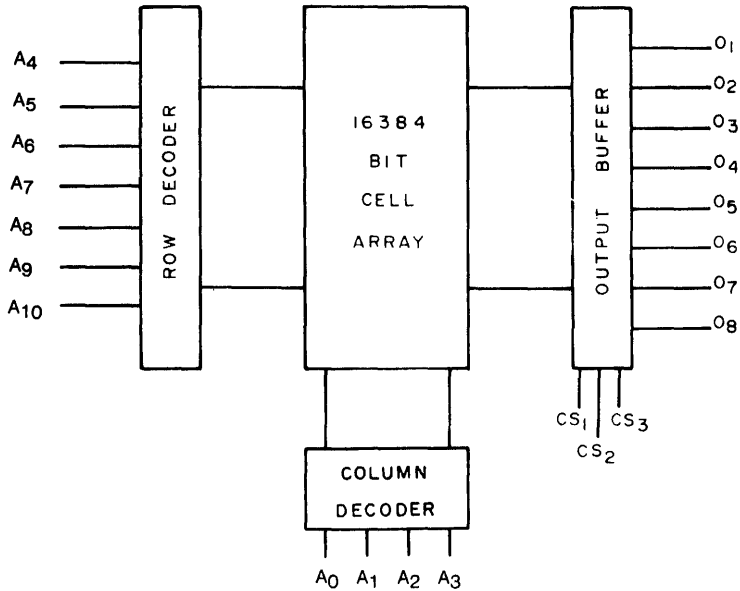 A4
A5
A6
A7
A8
A9
A10
ROW DECODER
16384
BIT
CELL
ARRAY
OUTPUT BUFFER
O1
O2
O3
O4
O5
O6
O7
O8
CS1
CS2
CS3
COLUMN
DECODER
A0 A1 A2 A3